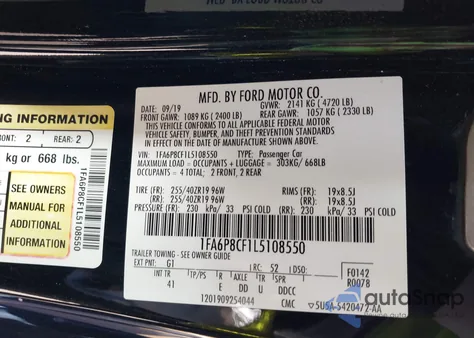 MFD. BY FORD MOTOR CO.
09/19 GVWR: 2141 KG ( 4720 LB)
FRONT GAWR: 1089 KG ( 2400 LB) REAR GAWR: 1057 KG ( 2330 LB)
THIS VEHICLE CONFORMS TO ALL APPLICABLE FEDERAL MOTOR VEHICLE
SAFETY, BUMPER, AND THEFT PREVENTION STANDARDS
IN EFFECT ON THE DATE OF MANUFACTURE SHOWN ABOVE.
VIN: 1FA6P8CF1L5108550 TYPE: Passenger Car
MAXIMUM LOAD = OCCUPANTS + LUGGAGE = 303KG/ 668LB
OCCUPANTS = 4 TOTAL: 2 FRONT, 2 REAR
TIRE (FR): 255/40ZR19 96W RIMS(FR): 19x8.5J
(RR): 255/40ZR19 96W (RR): 19x8.5J
PRESSURE (FR): 230 kPa/ 33 PSI COLD (RR): 230 kPa/ 33 PSI COLD
1FA6P8CF1L5108550
TRAILER TOWING - SEE OWNER GUIDE
EXT PNT: G1 RC: 52 DSO: F0142
R0078
INT TR TP/PS R AXLE TR SPR
41 E DD U DDCC
1201909254044 CMC
5U5A-5420472-AA
NG INFORMATION
RONT: 2 REAR: 2
kg or 668 lbs.
SEE OWNERS
MANUAL FOR
ADDITIONAL
INFORMATION
1FA6P8CF1L5108550
autoSnap